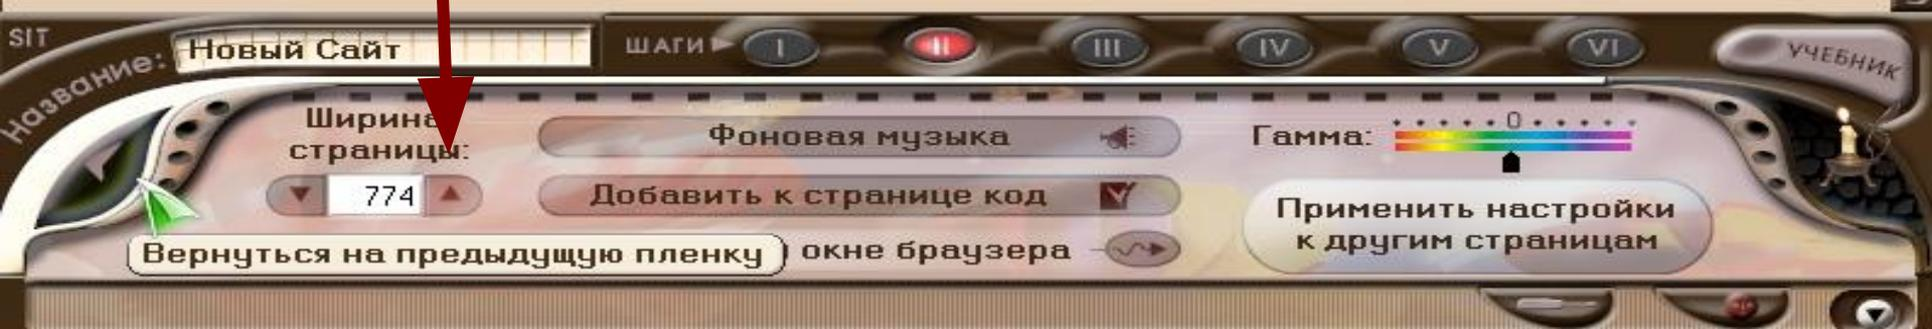 SIT
Название:
Новый Сайт
ШАГИ
I
II
III
IV
V
VI
УЧЕБНИК
Ширина
страницы:
774
Фоновая музыка
Добавить к странице код
окне браузера
Вернуться на предыдущую пленку
Гамма:
0
Применить настройки
к другим страницам